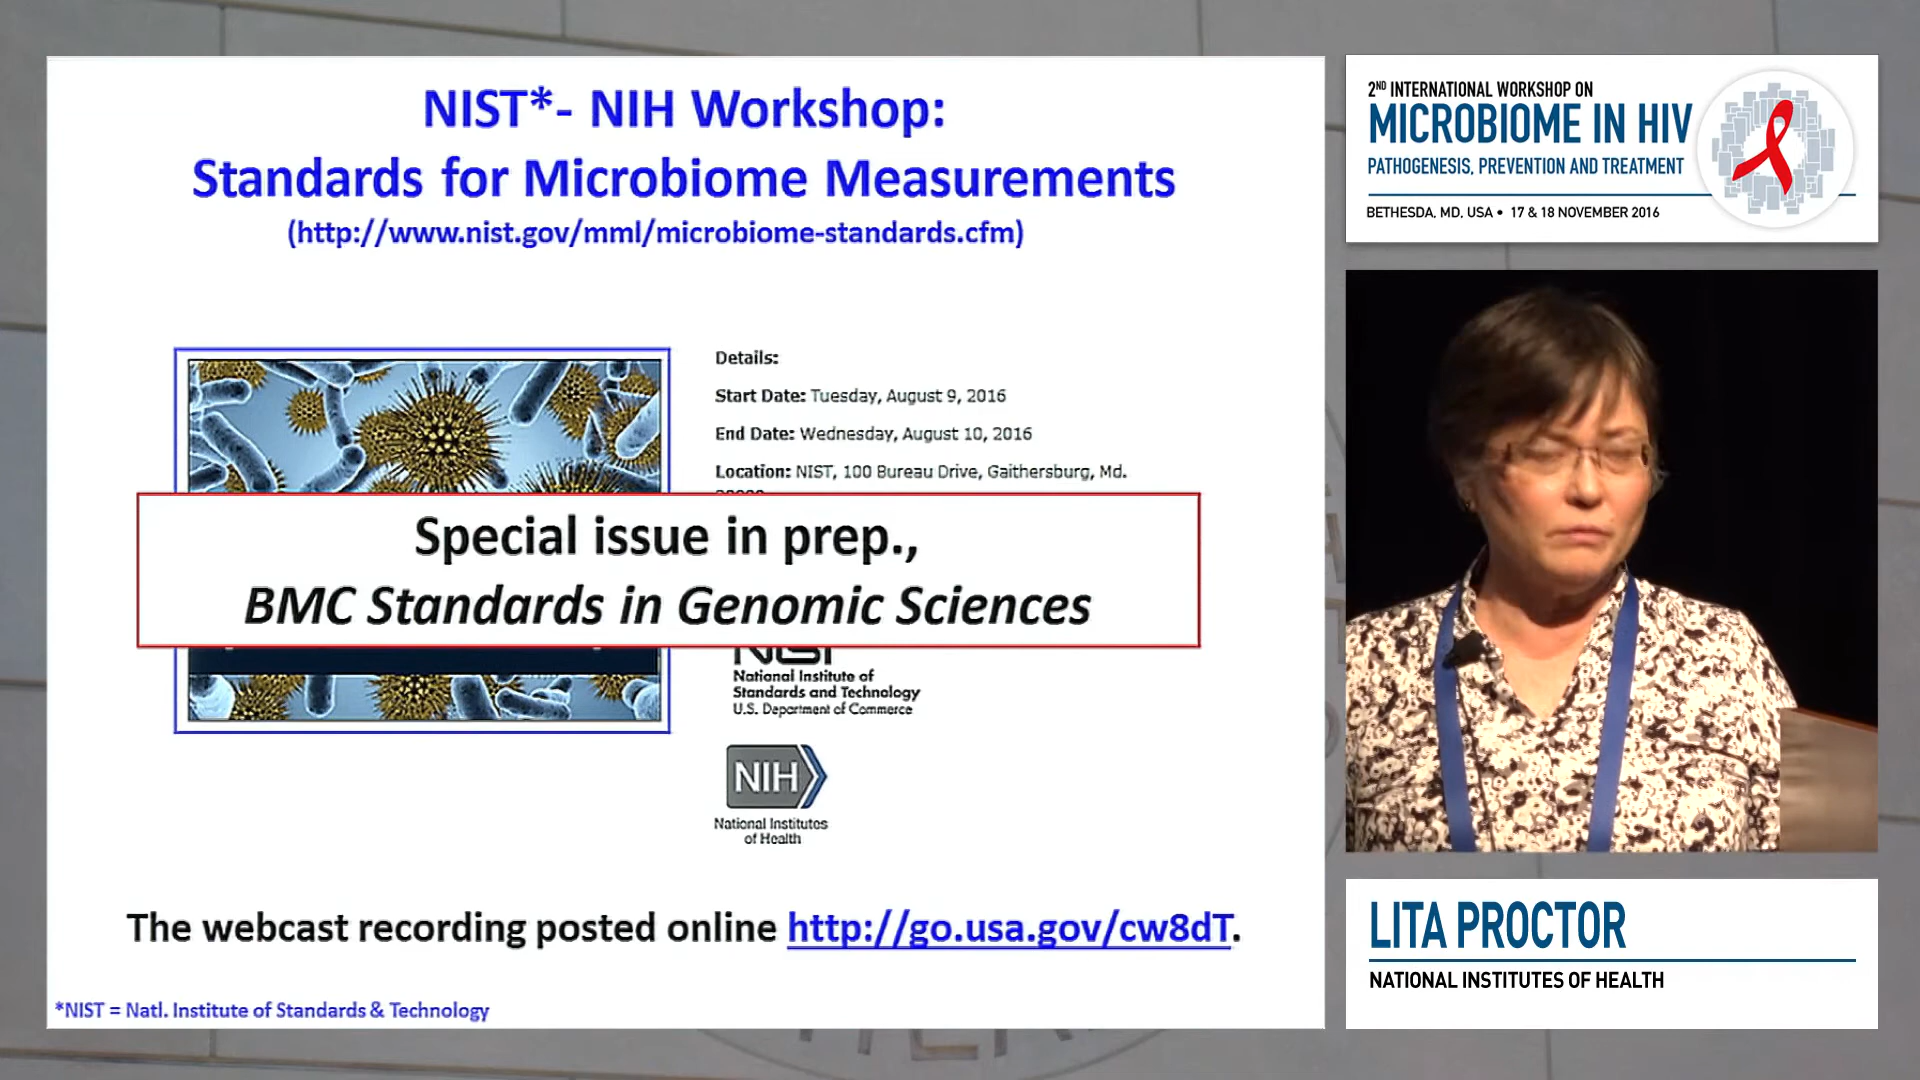 NIST*- NIH Workshop:
Standards for Microbiome Measurements
(http://www.nist.gov/mml/microbiome-standards.cfm)
Details:
Start Date: Tuesday, August 9, 2016
End Date: Wednesday, August 10, 2016
Location: NIST, 100 Bureau Drive, Gaithersburg, Md.
Special issue in prep.,
BMC Standards in Genomic Sciences
National Institute of
Standards and Technology
U.S. Department of Commerce
NIH
National Institutes
of Health
The webcast recording posted online http://go.usa.gov/cw8dT.
*NIST = Natl. Institute of Standards & Technology
2ND INTERNATIONAL WORKSHOP ON
MICROBIOME IN HIV
PATHOGENESIS, PREVENTION AND TREATMENT
BETHESDA, MD, USA • 17 & 18 NOVEMBER 2016
LITA PROCTOR
NATIONAL INSTITUTES OF HEALTH